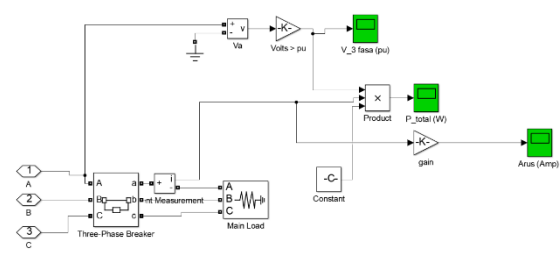 +
-
v
Va
-K-
Volts > pu
V_3 fasa (pu)
×
Product
P_total (W)
-K-
gain
Arus (Amp)
-C-
Constant
1
A
2
B
3
C
A
B
C
a
b
c
Three-Phase Breaker
+
-
i
nt Measurement
A
B
C
Main Load